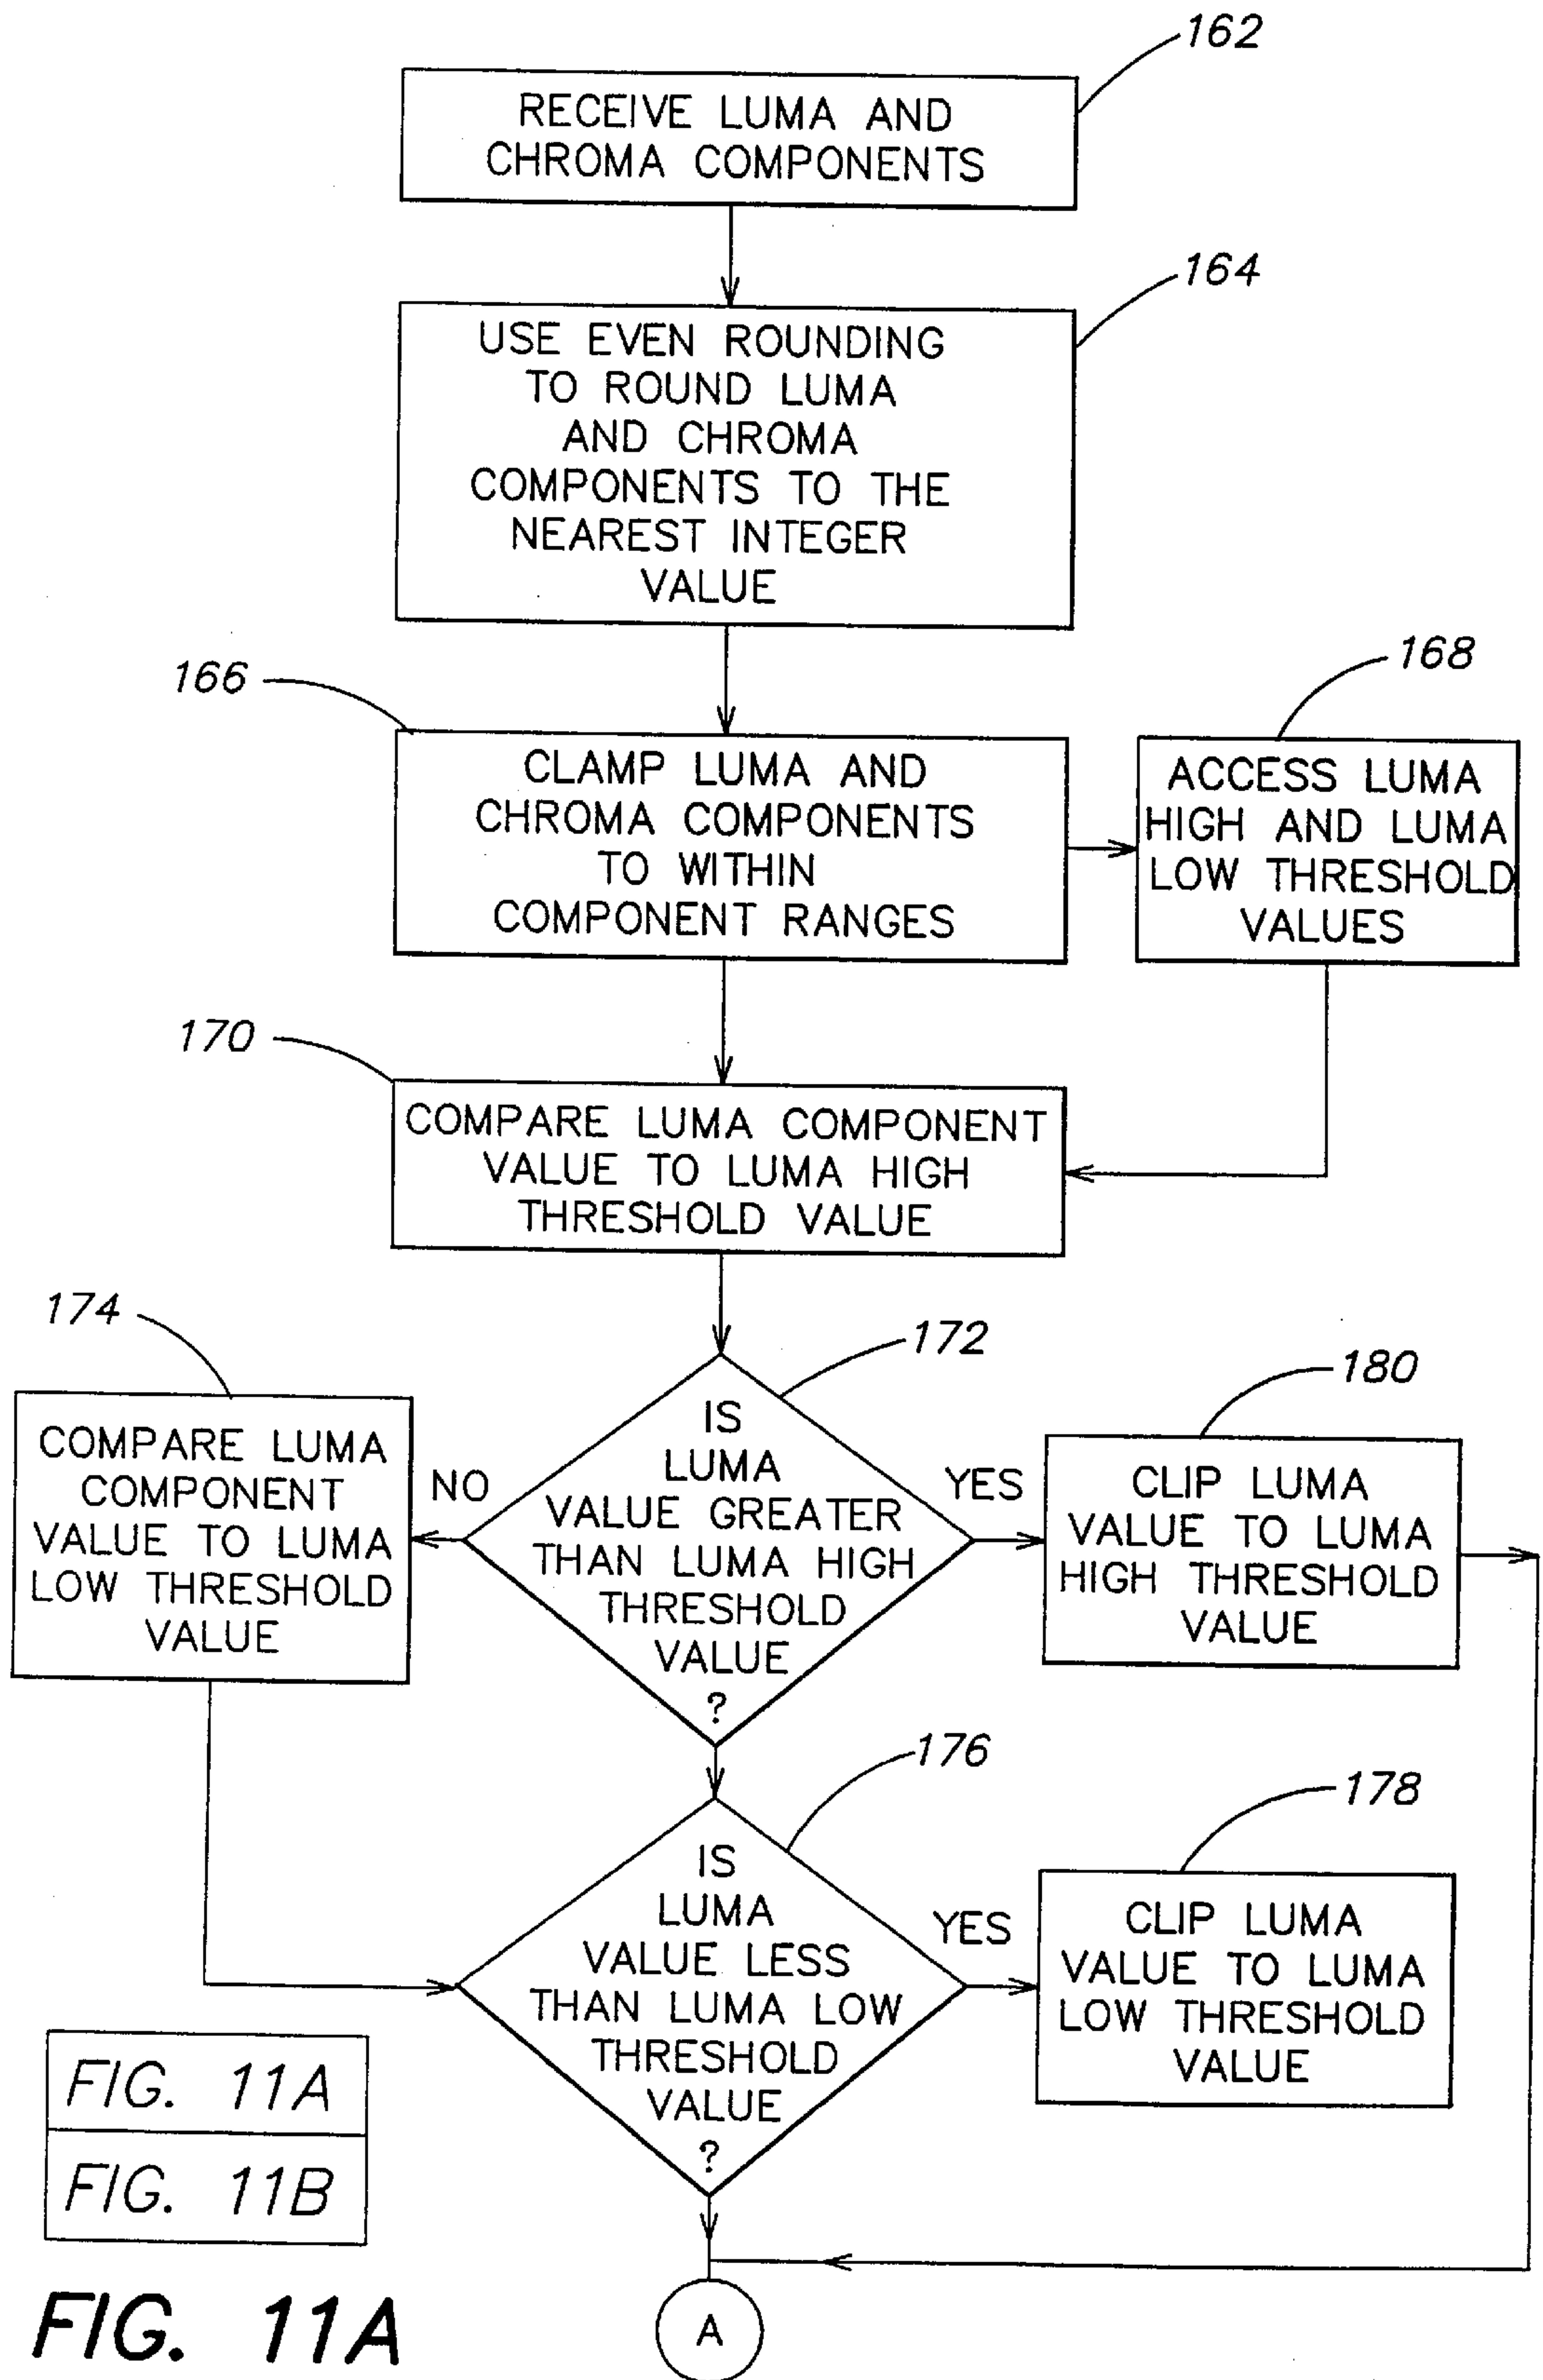 162
RECEIVE LUMA AND
CHROMA COMPONENTS
164
USE EVEN ROUNDING
TO ROUND LUMA
AND CHROMA
COMPONENTS TO THE
NEAREST INTEGER
VALUE
166
168
CLAMP LUMA AND
CHROMA COMPONENTS
TO WITHIN
COMPONENT RANGES
ACCESS LUMA
HIGH AND LUMA
LOW THRESHOLD
VALUES
170
COMPARE LUMA COMPONENT
VALUE TO LUMA HIGH
THRESHOLD VALUE
174
172
180
COMPARE LUMA
COMPONENT
VALUE TO LUMA
LOW THRESHOLD
VALUE
NO
IS
LUMA
VALUE GREATER
THAN LUMA HIGH
THRESHOLD
VALUE
?
YES
CLIP LUMA
VALUE TO LUMA
HIGH THRESHOLD
VALUE
176
178
IS
LUMA
VALUE LESS
THAN LUMA LOW
THRESHOLD
VALUE
?
YES
CLIP LUMA
VALUE TO LUMA
LOW THRESHOLD
VALUE
FIG. 11A
FIG. 11B
FIG. 11A
A